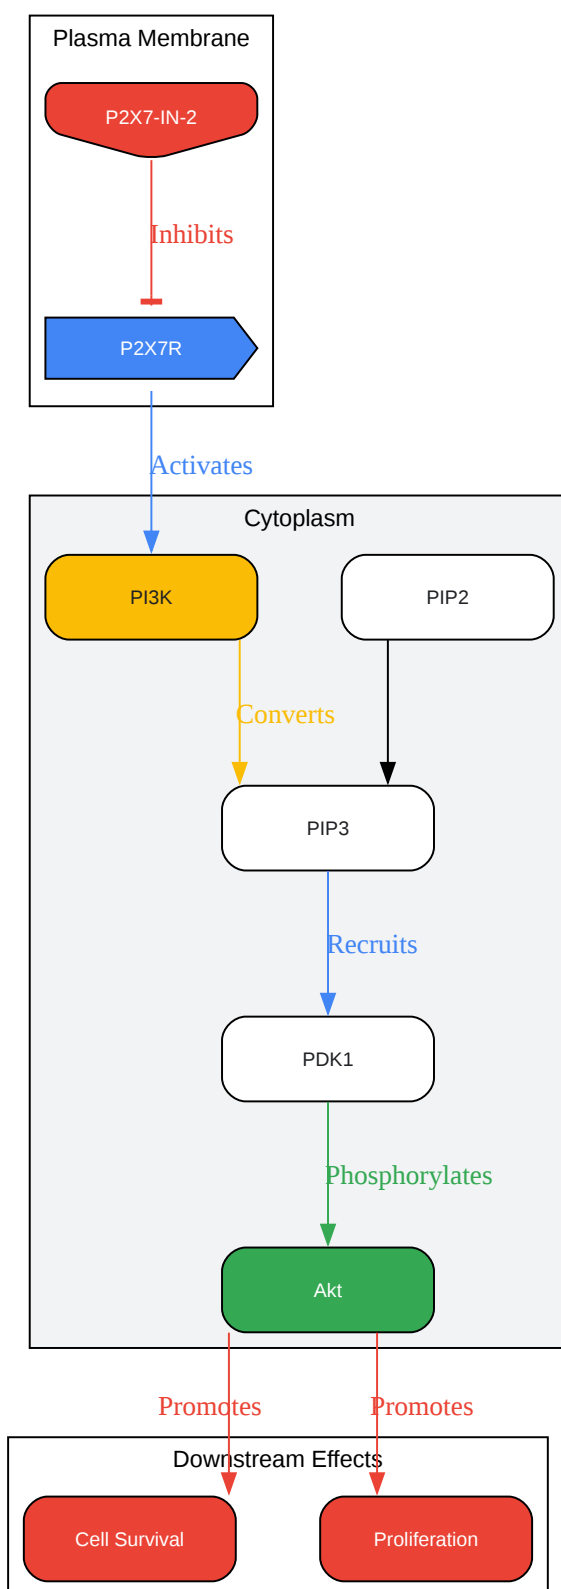 Plasma Membrane
P2X7-IN-2
Inhibits
P2X7R
Activates
Cytoplasm
PI3K
PIP2
Converts
PIP3
Recruits
PDK1
Phosphorylates
Akt
Promotes
Promotes
Downstream Effects
Cell Survival
Proliferation